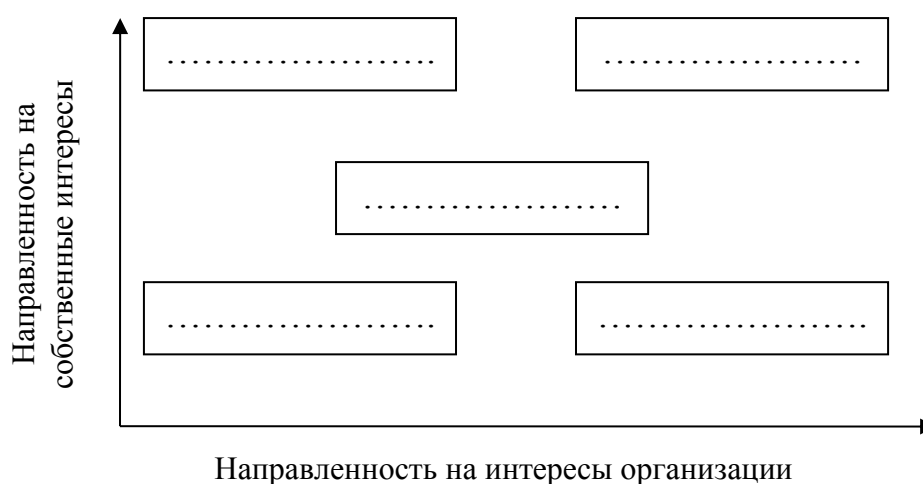 Направленность на
собственные интересы
......................
.....................
.....................
......................
......................
Направленность на интересы организации